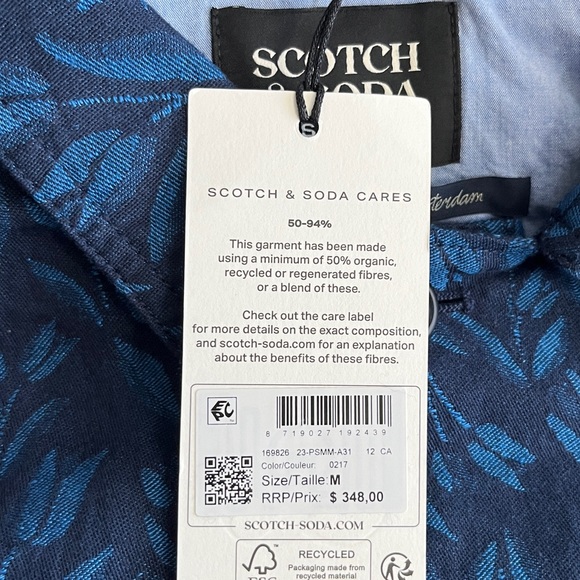 SCOTCH
& SODA
S
SCOTCH & SODA CARES
50-94%
This garment has been made
using a minimum of 50% organic,
recycled or regenerated fibres,
or a blend of these.
Check out the care label
for more details on the exact composition,
and scotch-soda.com for an explanation
about the benefits of these fibres.
EPC
8 719027 192439
169826 23-PSMM-A31 12 CA
Color/Couleur: 0217
Size/Taille: M
RRP/Prix: $ 348,00
SCOTCH-SODA.COM
RECYCLED
Packaging made from
recycled material
FSC